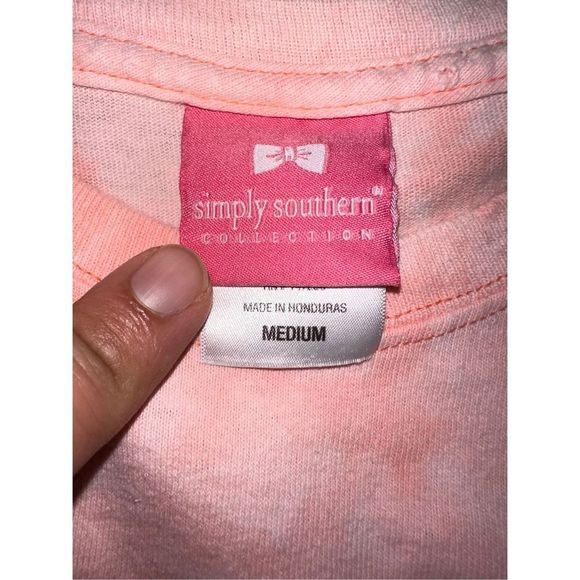 simply southern®
COLLECTION
MADE IN HONDURAS
MEDIUM